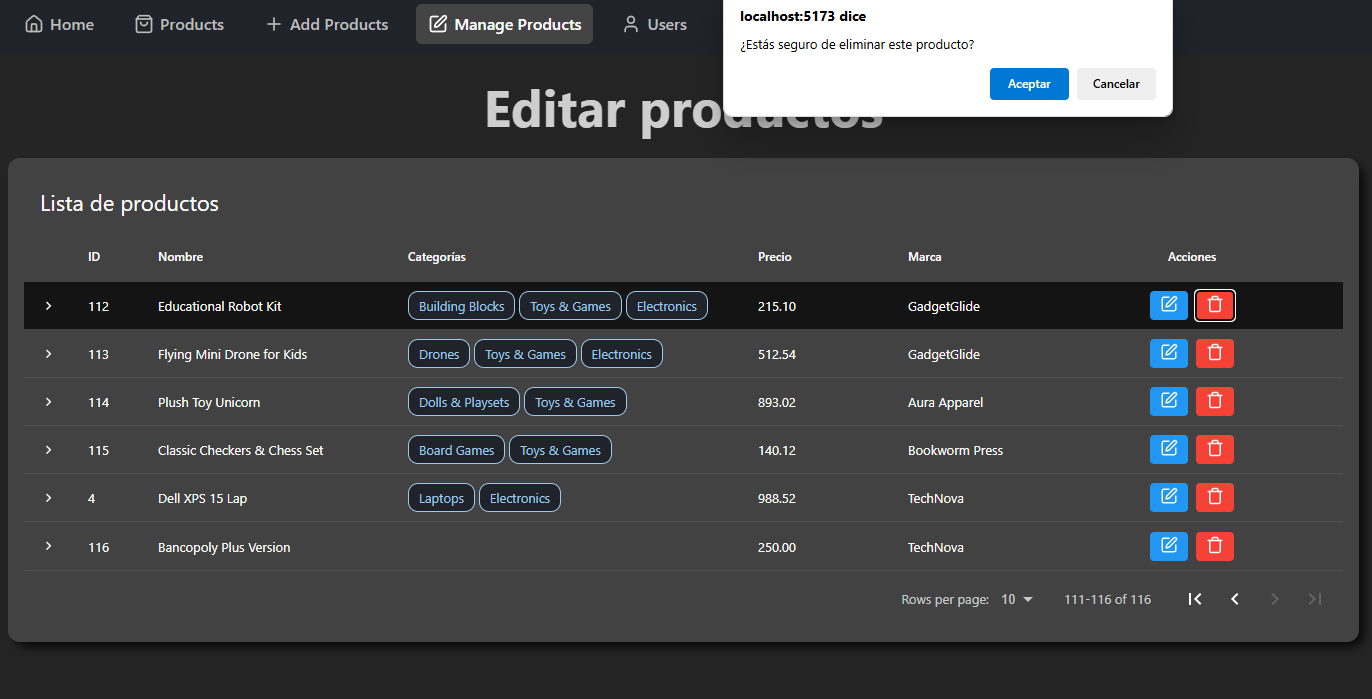 Home Products Add Products Manage Products Users
localhost:5173 dice
¿Estás seguro de eliminar este producto?
Aceptar Cancelar
Editar productos
Lista de productos
ID Nombre Categorías Precio Marca Acciones
112 Educational Robot Kit Building Blocks Toys & Games Electronics 215.10 GadgetGlide
113 Flying Mini Drone for Kids Drones Toys & Games Electronics 512.54 GadgetGlide
114 Plush Toy Unicorn Dolls & Playsets Toys & Games 893.02 Aura Apparel
115 Classic Checkers & Chess Set Board Games Toys & Games 140.12 Bookworm Press
4 Dell XPS 15 Lap Laptops Electronics 988.52 TechNova
116 Bancopoly Plus Version 250.00 TechNova
Rows per page: 10 111-116 of 116